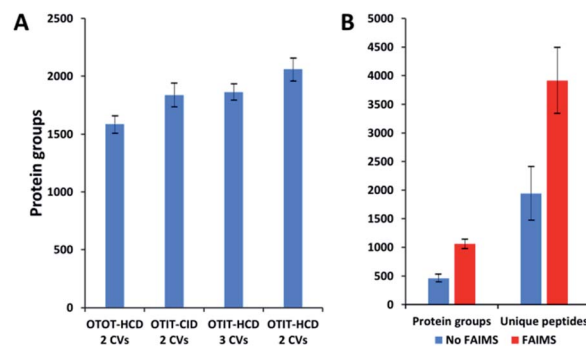 A
Protein groups
2500
2000
1500
1000
500
0
OTOT-HCD
2 CVs
OTIT-CID
2 CVs
OTIT-HCD
3 CVs
OTIT-HCD
2 CVs
B
5000
4500
4000
3500
3000
2500
2000
1500
1000
500
0
Protein groups
Unique peptides
No FAIMS
FAIMS